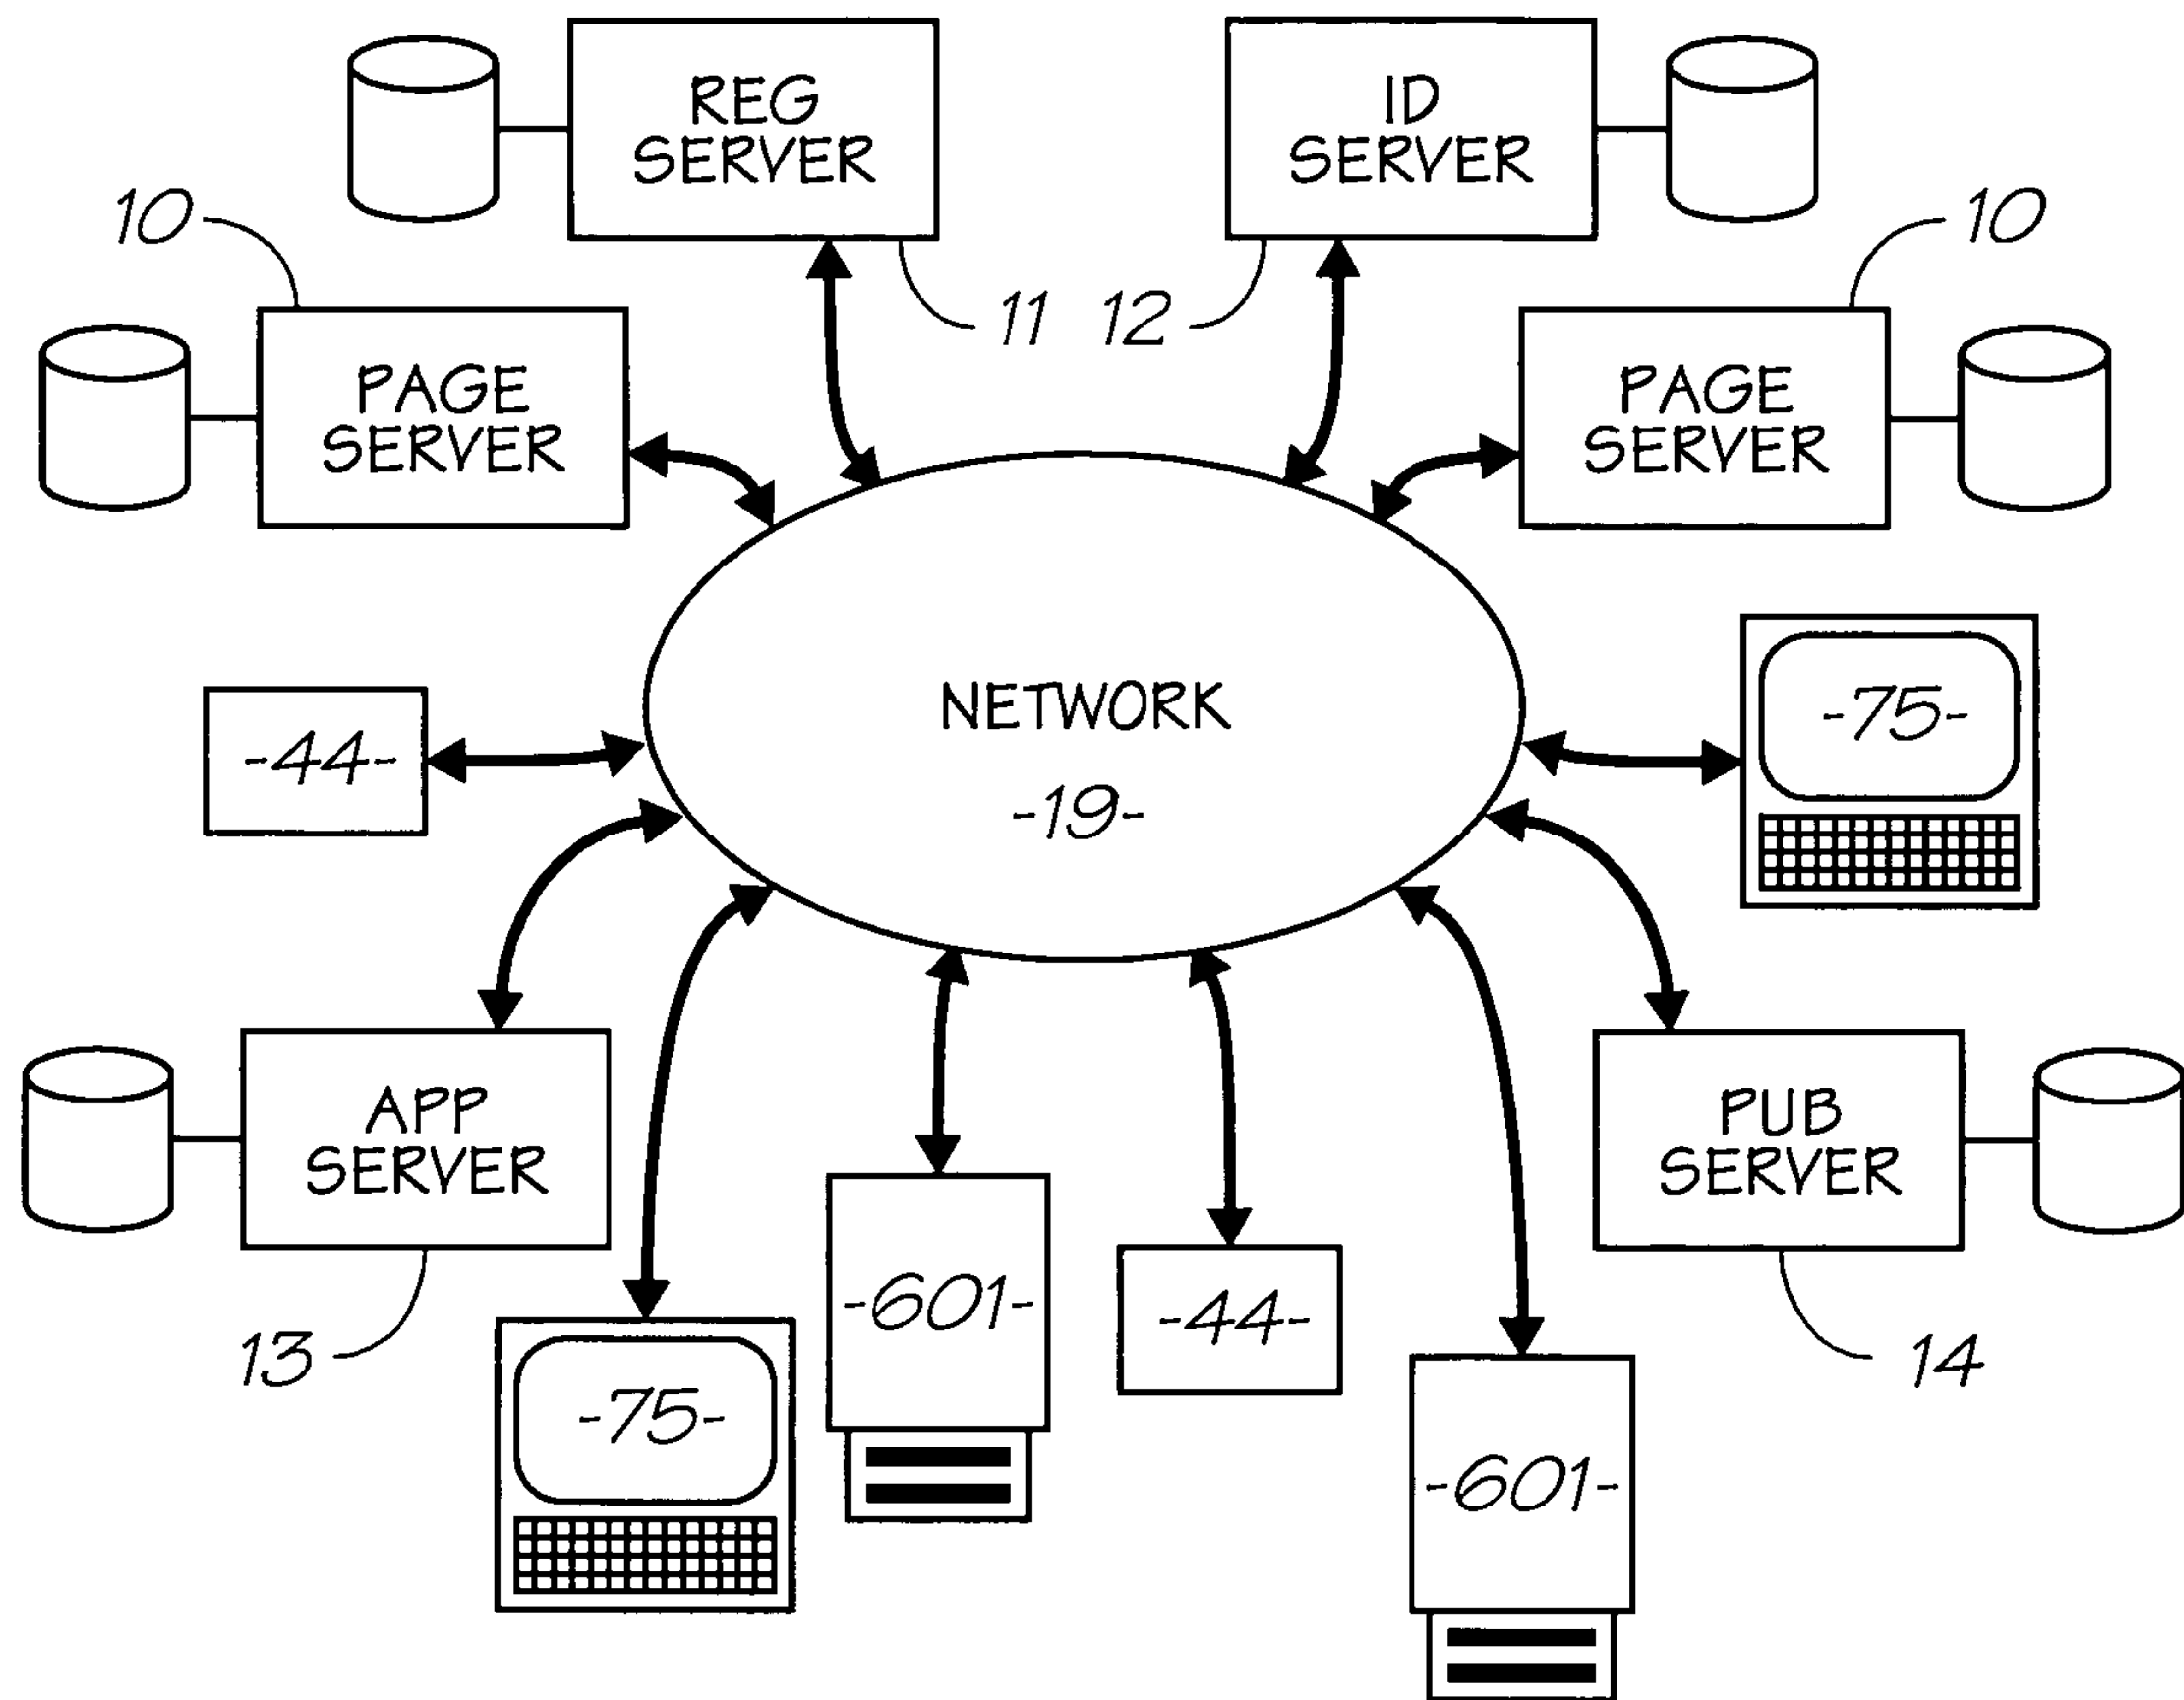 REG
SERVER
ID
SERVER
10
10
11
12
PAGE
SERVER
PAGE
SERVER
NETWORK
-19-
-75-
-44-
APP
SERVER
PUB
SERVER
-601-
-44-
13
14
-75-
-601-